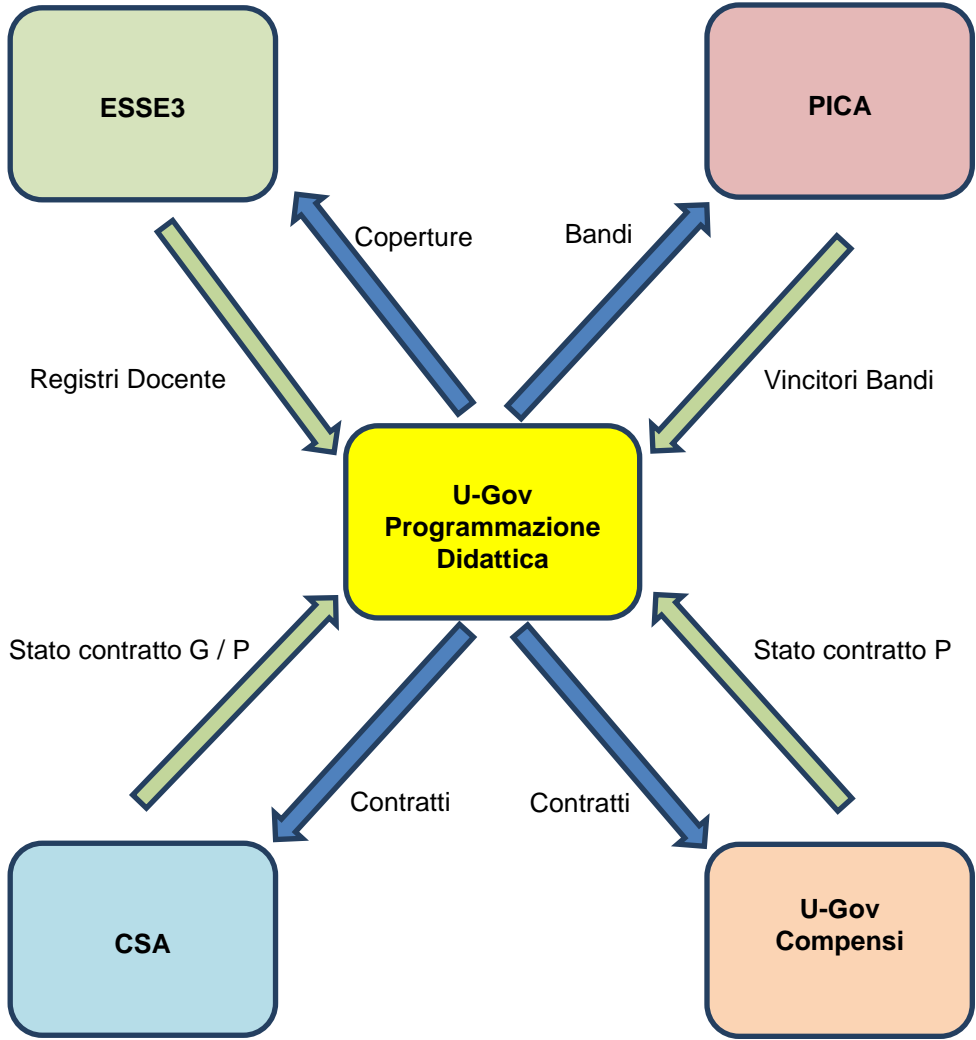 ESSE3
PICA
Coperture
Bandi
Registri Docente
Vincitori Bandi
U-Gov
Programmazione
Didattica
Stato contratto G / P
Stato contratto P
Contratti
Contratti
CSA
U-Gov
Compensi